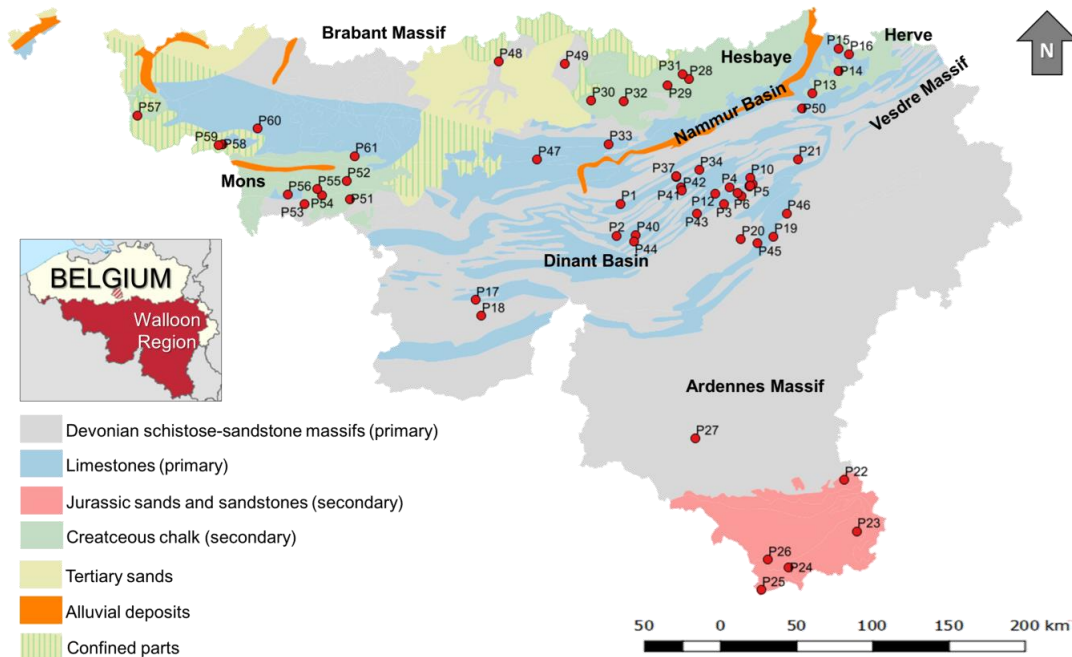 Brabant Massif
N
P15
P16
Herve
P48
P49
P31
P28
Hesbaye
P14
P29
P30
P32
P13
P50
Nammur Basin
Vesdre Massif
P57
P60
P59
P58
P33
P61
P47
P21
P34
P37
P10
P42
P4
P5
P41
Mons
P56
P55
P52
P54
P51
P53
P1
P12
P3
P6
P43
P46
P2
P40
P44
P20
P19
P45
Dinant Basin
BELGIUM
Walloon
Region
P17
P18
Ardennes Massif
P27
P22
P23
P26
P24
P25
Devonian schistose-sandstone massifs (primary)
Limestones (primary)
Jurassic sands and sandstones (secondary)
Creatceous chalk (secondary)
Tertiary sands
Alluvial deposits
Confined parts
50 0 50 100 150 200 km